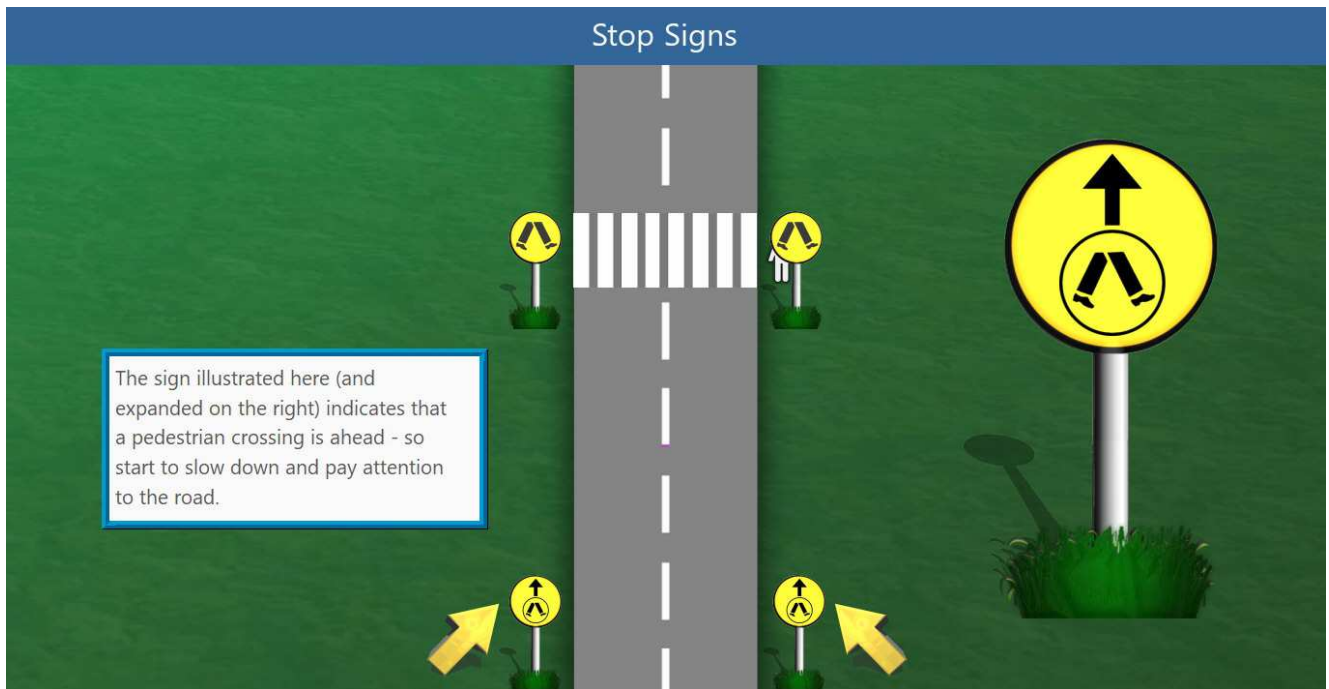 Stop Signs
The sign illustrated here (and
expanded on the right) indicates that
a pedestrian crossing is ahead - so
start to slow down and pay attention
to the road.